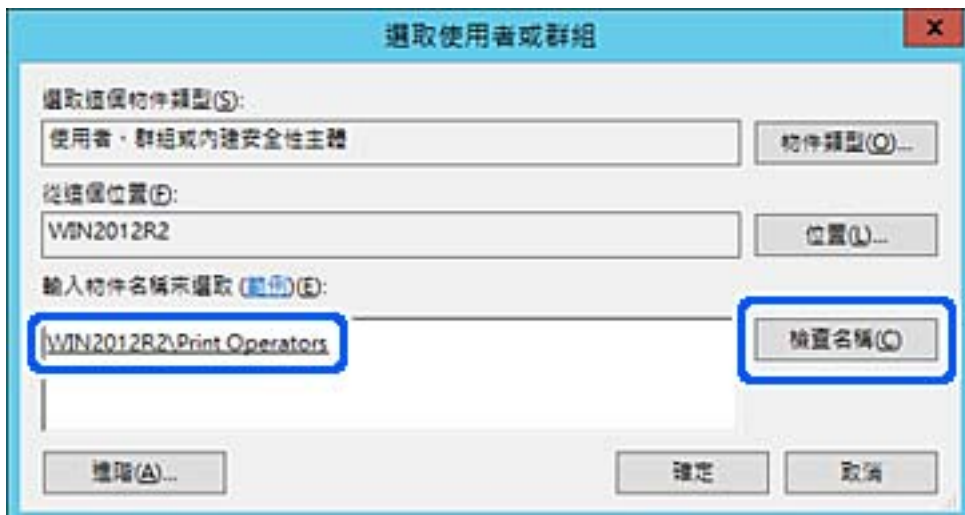 選取使用者或群組
x
選取這個物件類型(S):
使用者、群組或內建安全性主體
物件類型(O)...
從這個位置(F):
WIN2012R2
位置(L)...
輸入物件名稱來選取 (範例)(E):
WIN2012R2\Print Operators
檢查名稱(C)
進階(A)...
確定
取消